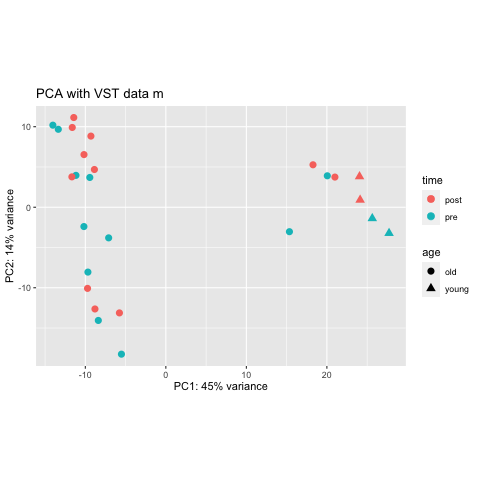 PCA with VST data m
10
0
-10
-10
0
10
20
PC1: 45% variance
PC2: 14% variance
time
post
pre
age
old
young